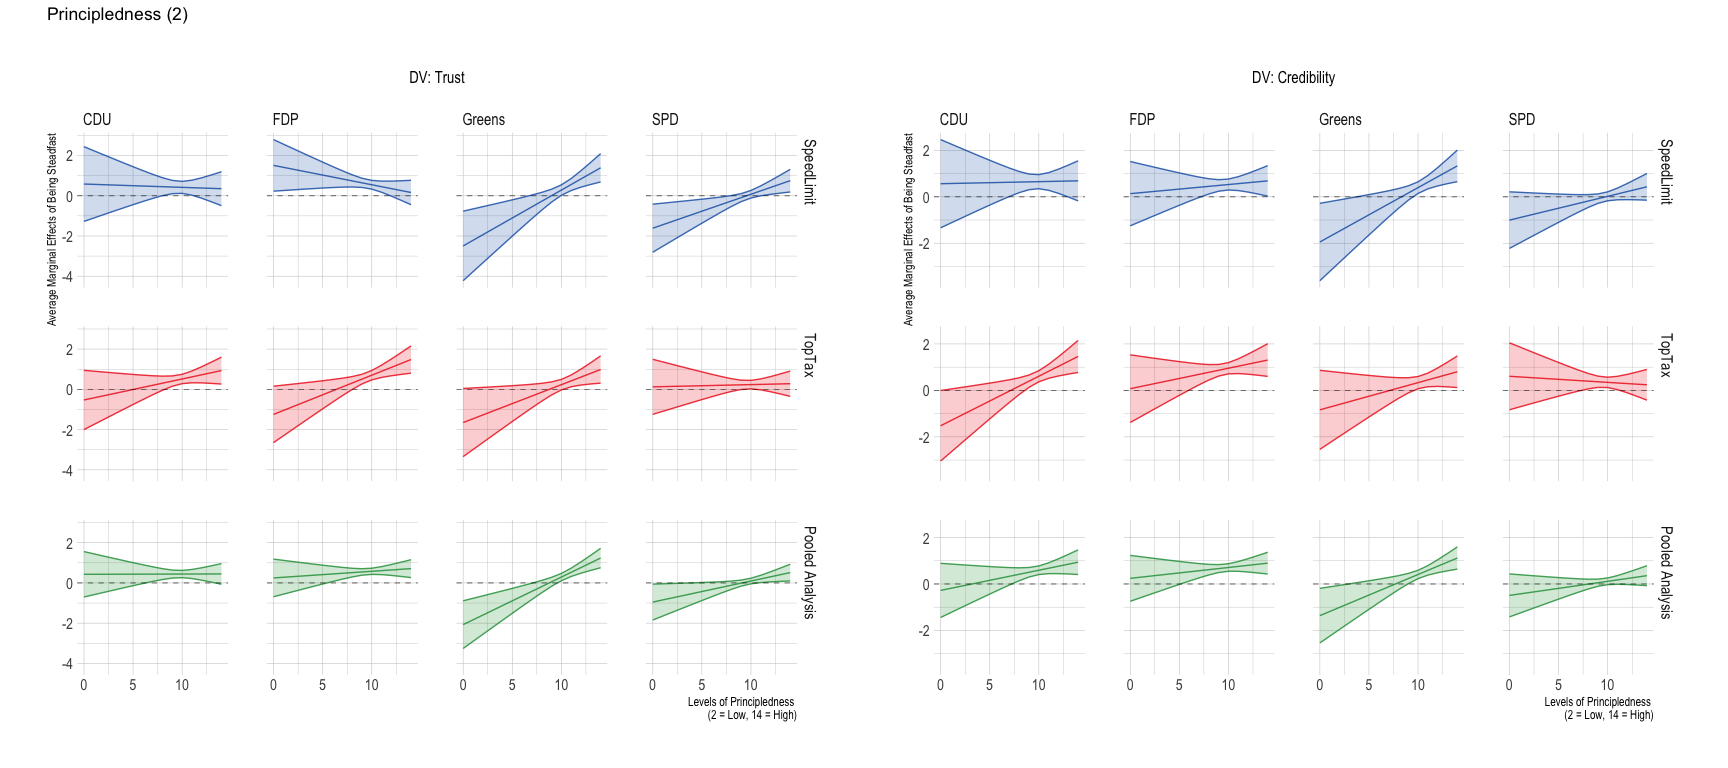 Principledness (2)
DV: Trust
DV: Credibility
CDU
FDP
Greens
SPD
CDU
FDP
Greens
SPD
Average Marginal Effects of Being Steadfast
2
0
-2
-4
SpeedLimit
Average Marginal Effects of Being Steadfast
2
0
-2
SpeedLimit
2
0
-2
-4
TopTax
2
0
-2
TopTax
2
0
-2
-4
Pooled Analysis
2
0
-2
Pooled Analysis
0 5 10
0 5 10
0 5 10
0 5 10
0 5 10
0 5 10
0 5 10
0 5 10
Levels of Principledness
(2 = Low, 14 = High)
Levels of Principledness
(2 = Low, 14 = High)